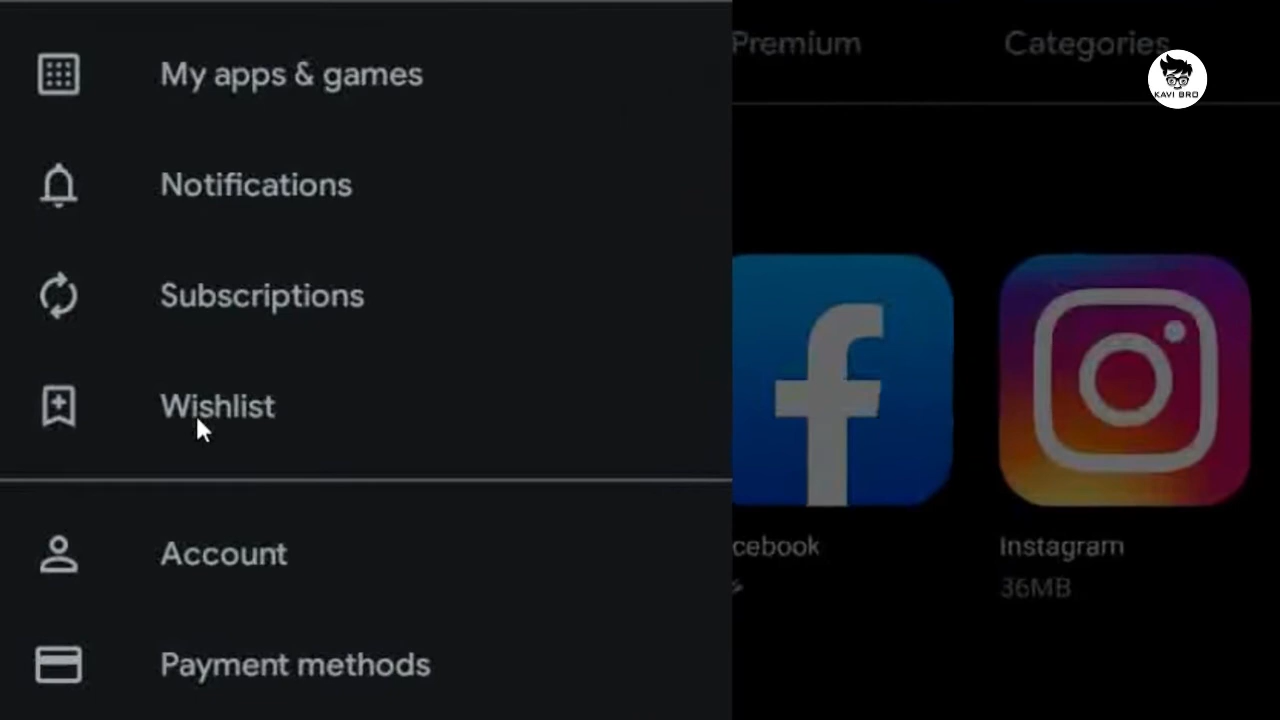 My apps & games
Notifications
Subscriptions
Wishlist
Account
Payment methods
Premium
Categories
KAVI BRO
cebook
Instagram
36MB